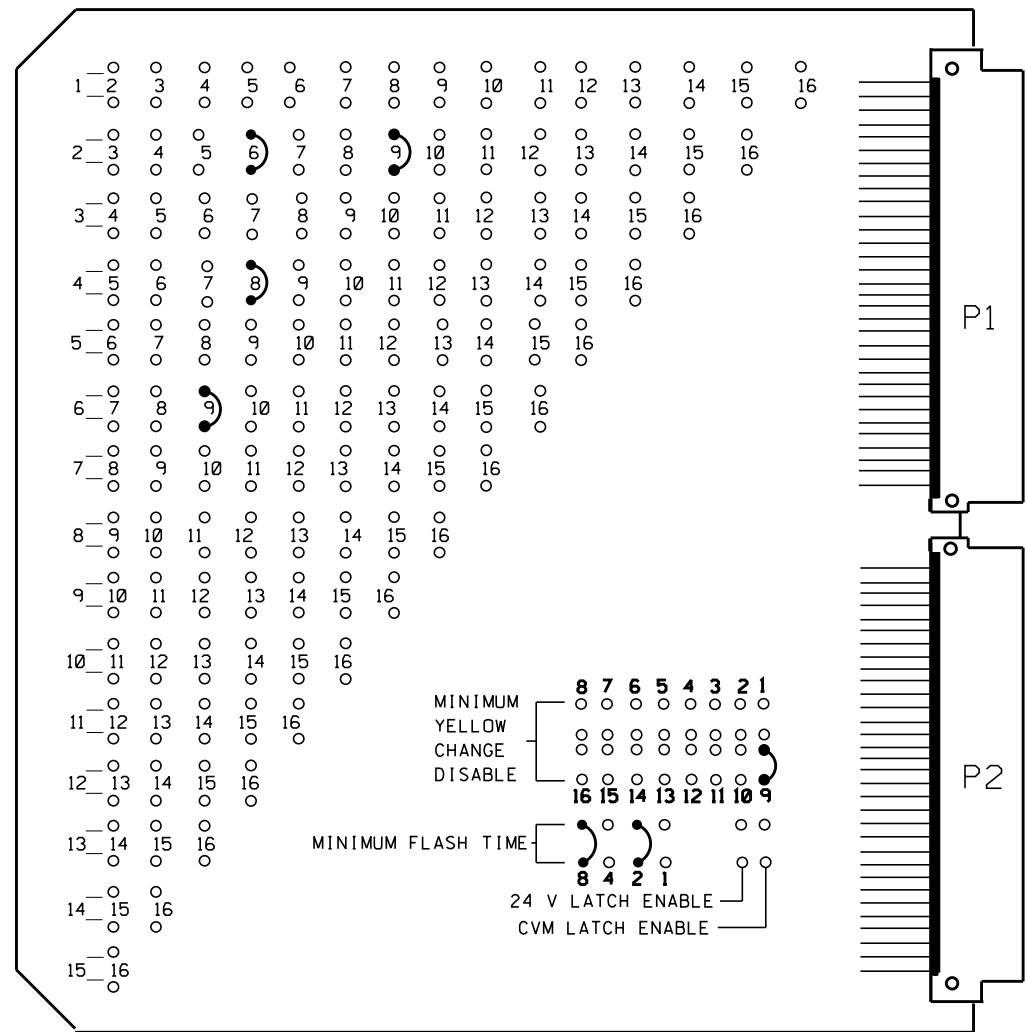 1 2 3 4 5 6 7 8 9 10 11 12 13 14 15 16
2 3 4 5 6 7 8 9 10 11 12 13 14 15 16
3 4 5 6 7 8 9 10 11 12 13 14 15 16
4 5 6 7 8 9 10 11 12 13 14 15 16
5 6 7 8 9 10 11 12 13 14 15 16
6 7 8 9 10 11 12 13 14 15 16
7 8 9 10 11 12 13 14 15 16
8 9 10 11 12 13 14 15 16
9 10 11 12 13 14 15 16
10 11 12 13 14 15 16
11 12 13 14 15 16
12 13 14 15 16
13 14 15 16
14 15 16
15 16
8 7 6 5 4 3 2 1
MINIMUM
YELLOW
CHANGE
DISABLE
16 15 14 13 12 11 10 9
MINIMUM FLASH TIME
8 4 2 1
24 V LATCH ENABLE
CVM LATCH ENABLE
P1
P2